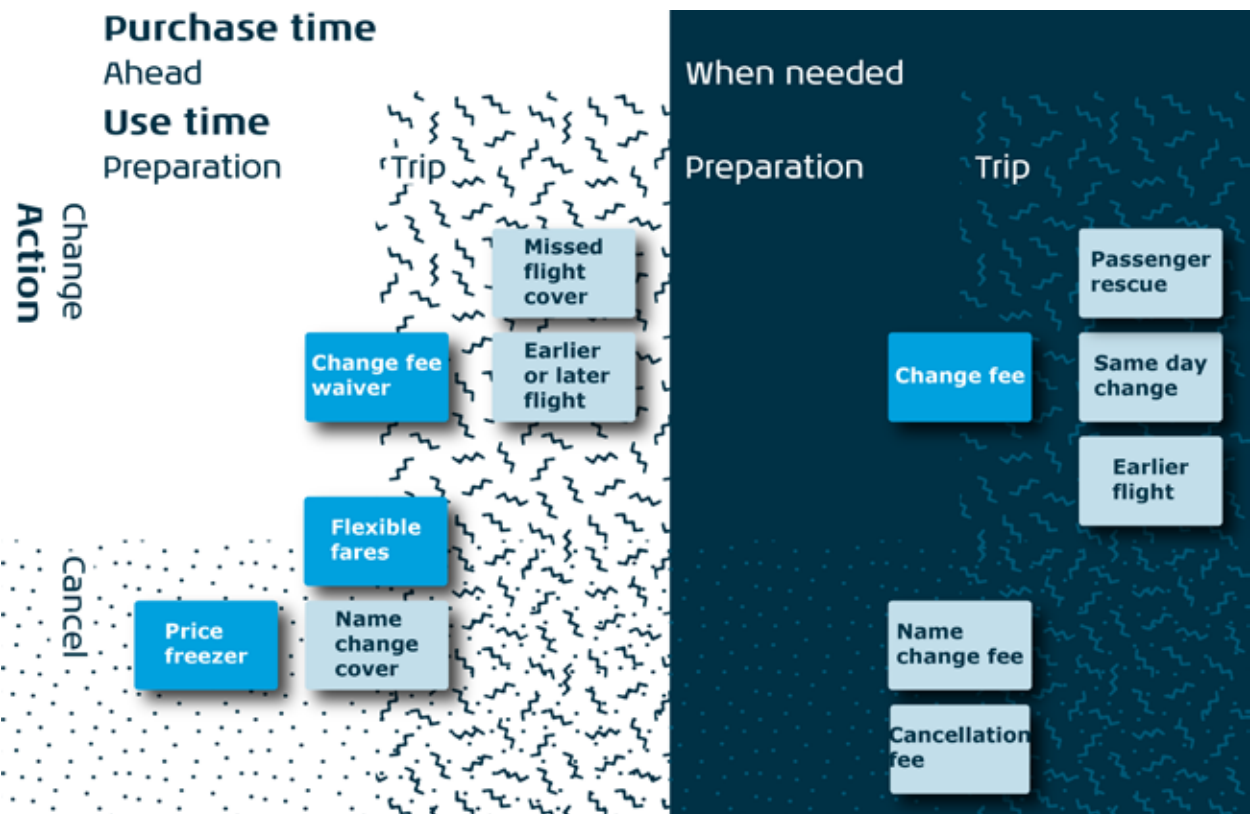 Purchase time
Ahead
When needed
Use time
Preparation
Trip
Preparation
Trip
Action
Change
Missed
flight
cover
Passenger
rescue
Change fee
waiver
Earlier
or later
flight
Change fee
Same day
change
Earlier
flight
Flexible
fares
Cancel
Price
freezer
Name
change
cover
Name
change fee
Cancellation
fee